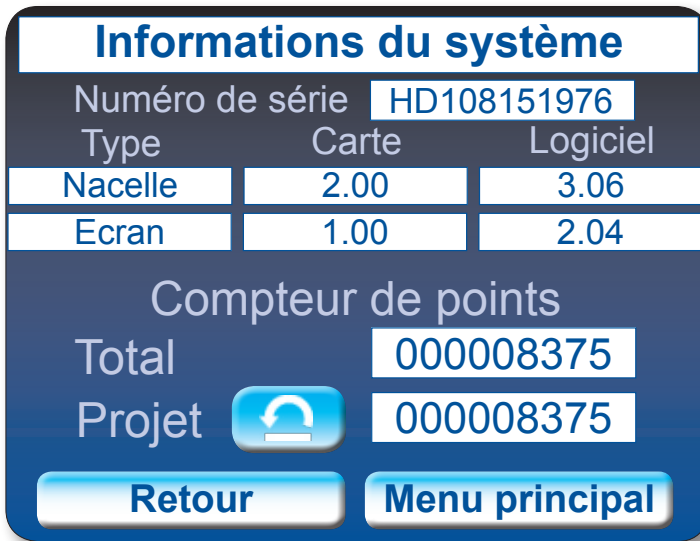 Informations du système
Numéro de série HD108151976
Type Carte Logiciel
Nacelle 2.00 3.06
Ecran 1.00 2.04
Compteur de points
Total 000008375
Projet 000008375
Retour Menu principal